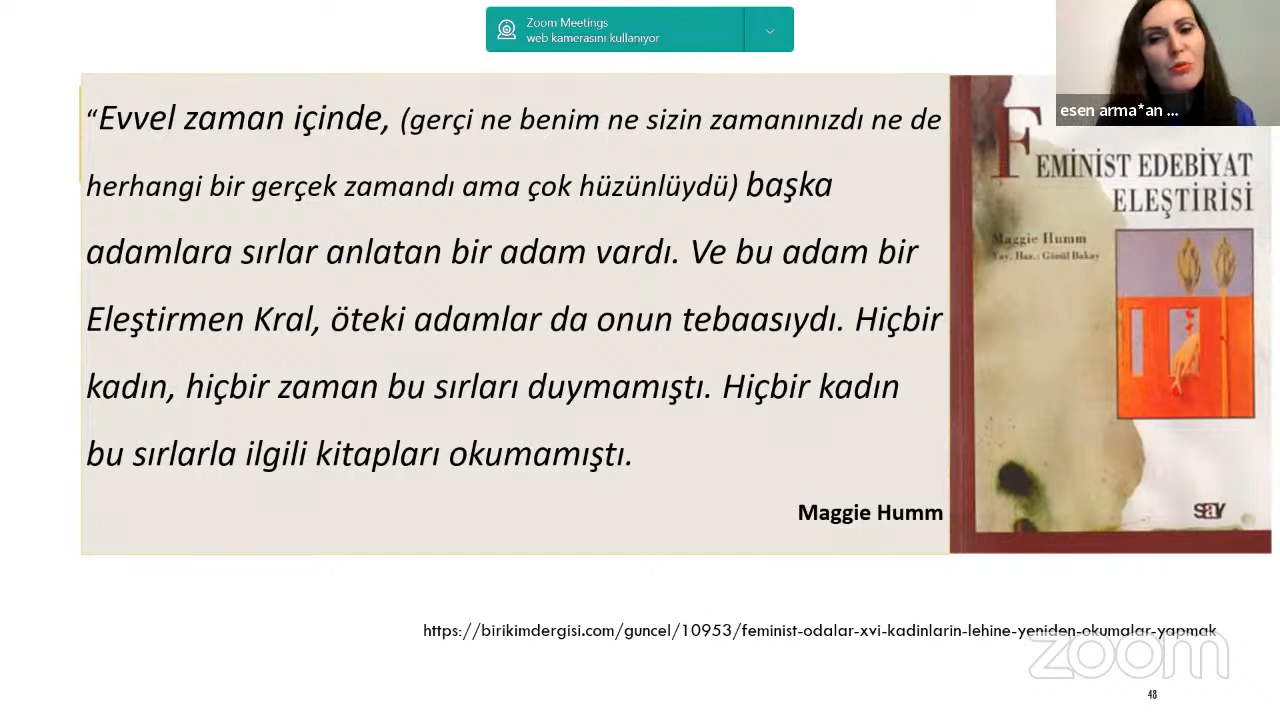 Zoom Meetings
web kamerasını kullanıyor
esen arma*an ...
“Evvel zaman içinde, (gerçi ne benim ne sizin zamanınızdı ne de
herhangi bir gerçek zamandı ama çok hüzünlüydü) başka
adamlara sırlar anlatan bir adam vardı. Ve bu adam bir
Eleştirmen Kral, öteki adamlar da onun tebaasıydı. Hiçbir
kadın, hiçbir zaman bu sırları duymamıştı. Hiçbir kadın
bu sırlarla ilgili kitapları okumamıştı.
Maggie Humm
FEMİNİST EDEBİYAT
ELEŞTİRİSİ
Maggie Humm
Yay. Haz.: Gönül Bakay
say
https://birikimdergisi.com/guncel/10953/feminist-odalar-xvi-kadinlarin-lehine-yeniden-okumalar-yapmak
zoom
48